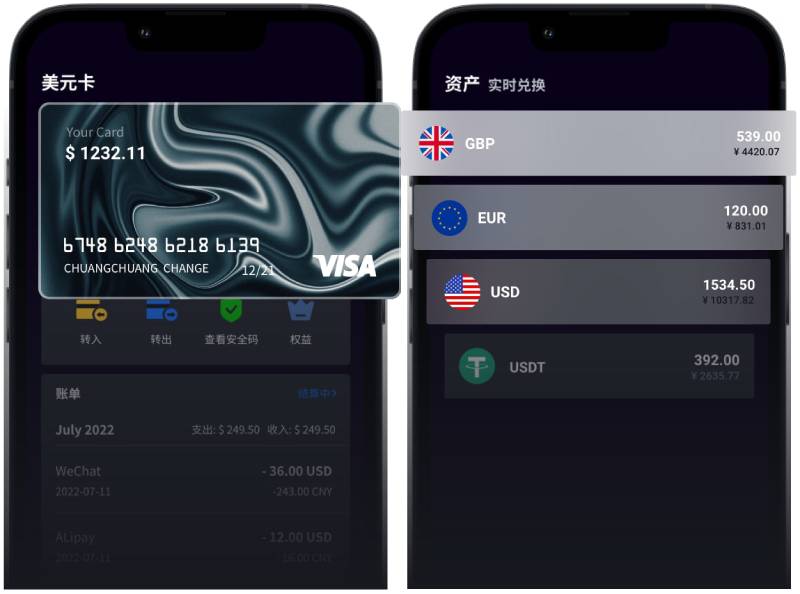 美元卡
Your Card
$ 1232.11
6748 6248 6218 6139
CHUANGCHUANG CHANGE
12/21
VISA
转入
转出
查看安全码
权益
账单
结算中>
July 2022
支出: $ 249.50 收入: $ 249.50
WeChat
- 36.00 USD
2022-07-11
-243.00 CNY
ALipay
- 12.00 USD
2022-07-11
资产 实时兑换
GBP
539.00
¥ 4420.07
EUR
120.00
¥ 831.01
USD
1534.50
¥ 10317.82
USDT
392.00
¥ 2635.77